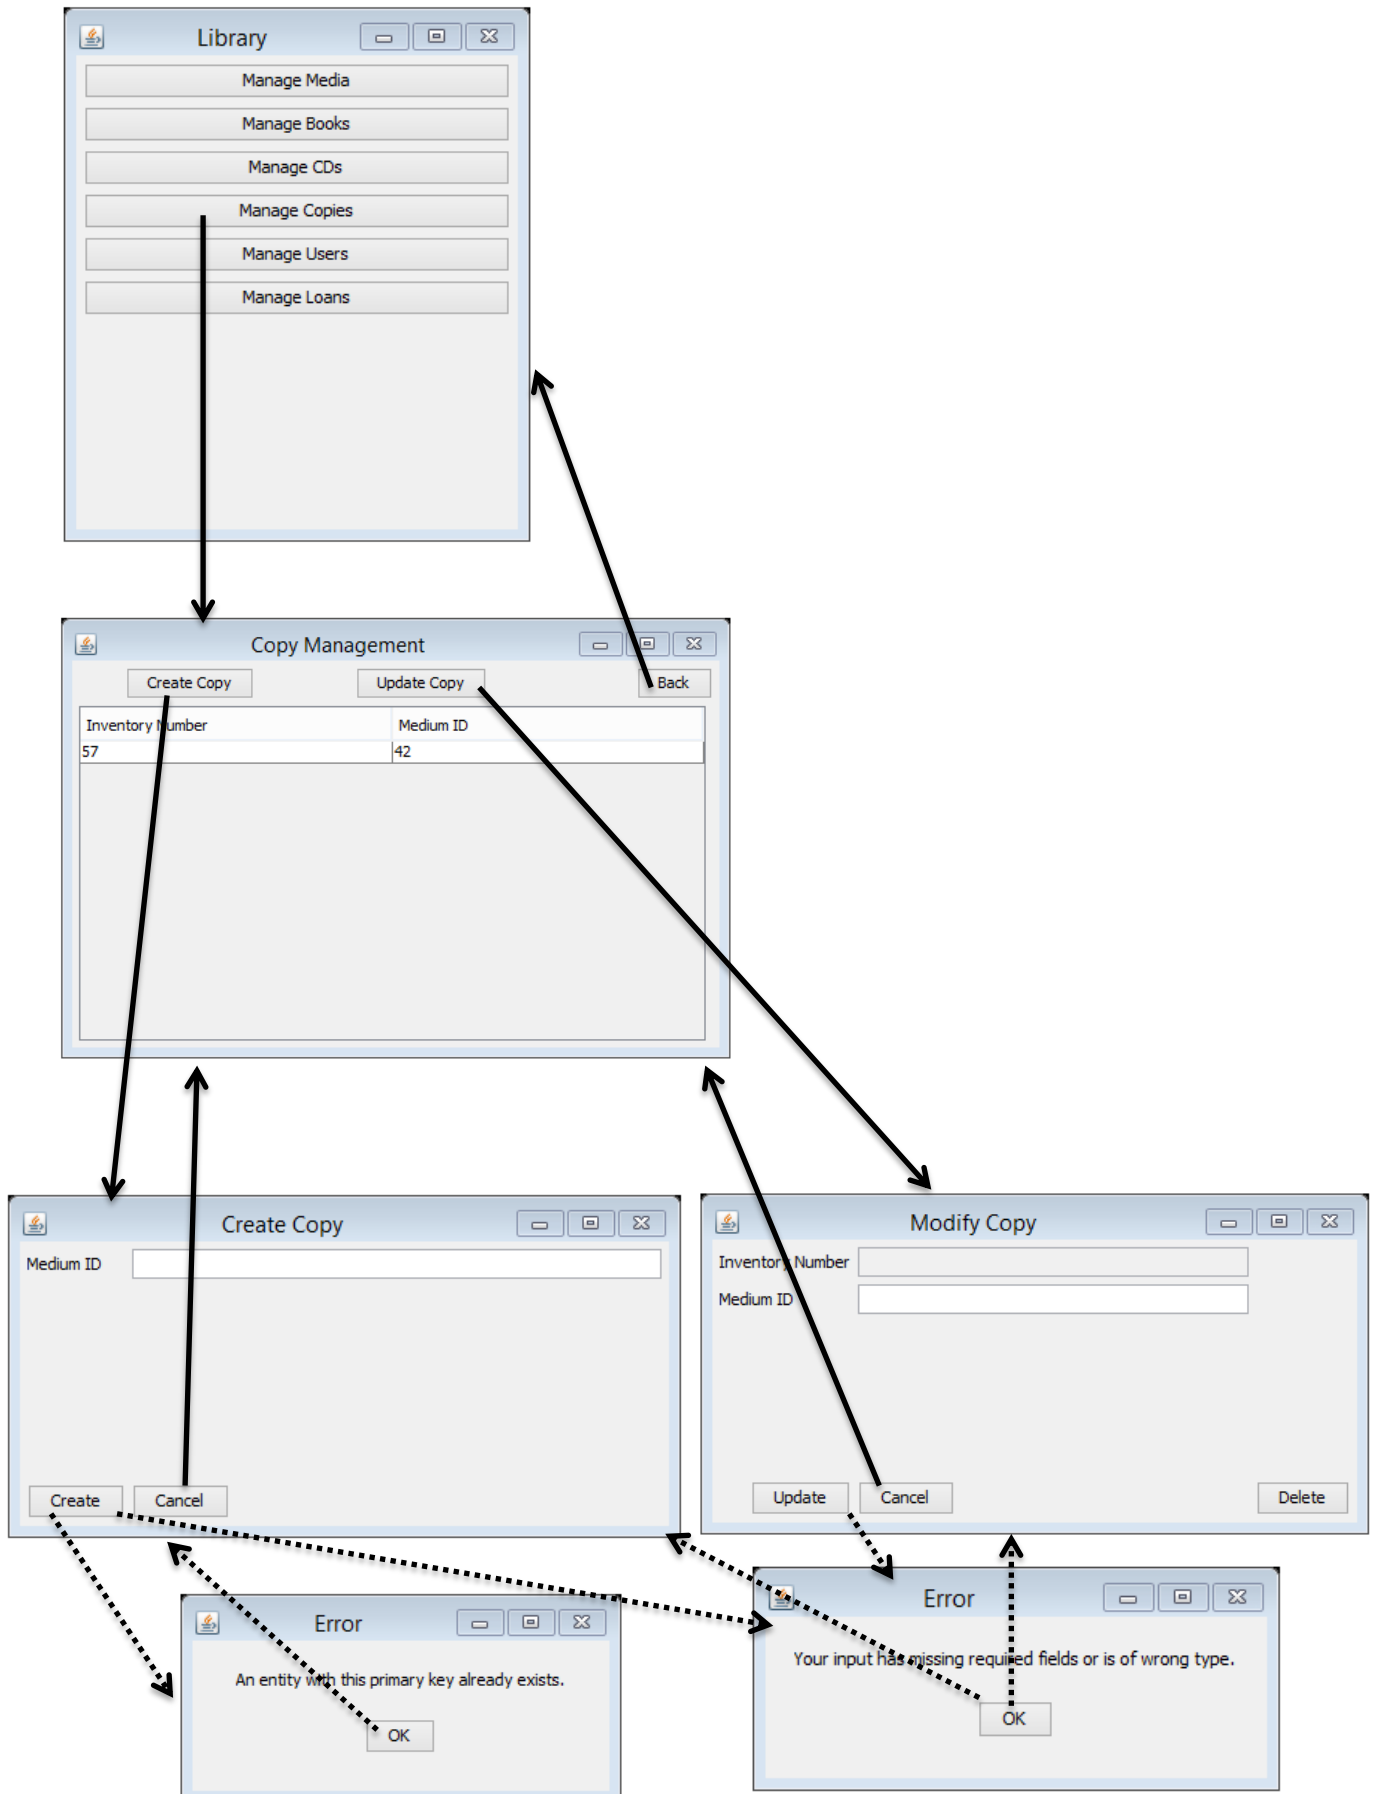 Library
Manage Media
Manage Books
Manage CDs
Manage Copies
Manage Users
Manage Loans
Copy Management
Create Copy Update Copy Back
Inventory Number Medium ID
57 42
Create Copy
Medium ID
Create Cancel
Modify Copy
Inventory Number
Medium ID
Update Cancel Delete
Error
An entity with this primary key already exists.
OK
Error
Your input has missing required fields or is of wrong type.
OK